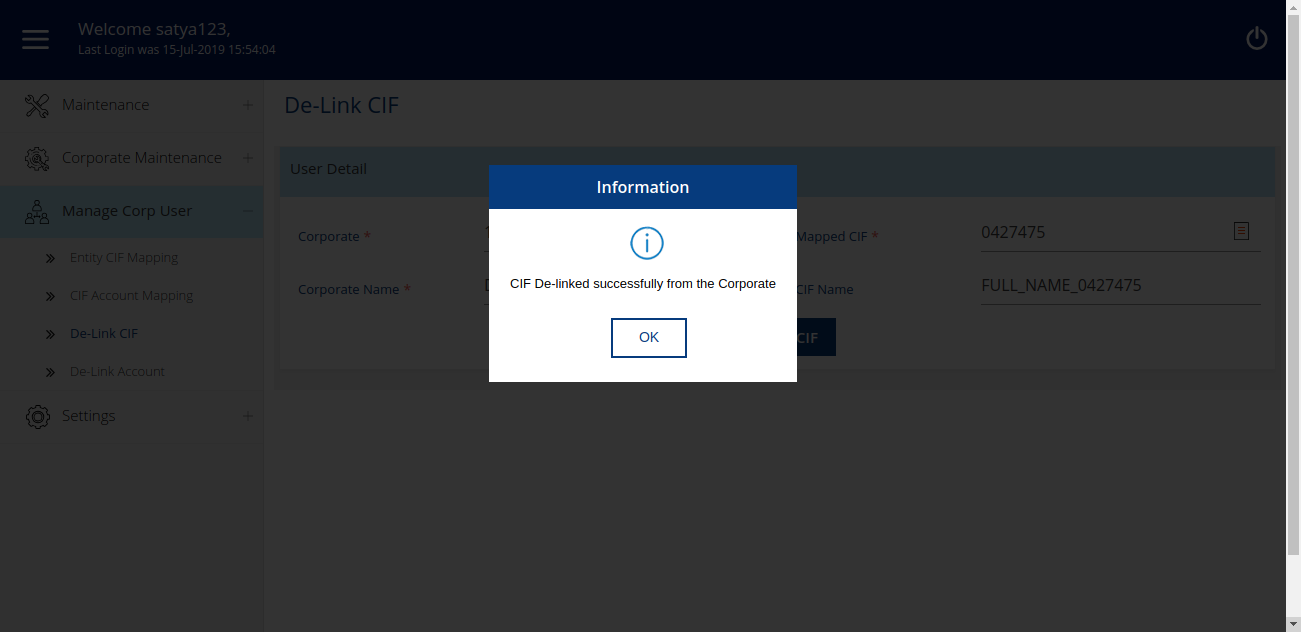 Welcome satya123,
Last Login was 15-Jul-2019 15:54:04
Maintenance +
Corporate Maintenance +
Manage Corp User −
Entity CIF Mapping
CIF Account Mapping
De-Link CIF
De-Link Account
Settings +
De-Link CIF
User Detail
Corporate *
Mapped CIF * 0427475
Corporate Name *
CIF Name FULL_NAME_0427475
CIF
Information
CIF De-linked successfully from the Corporate
OK